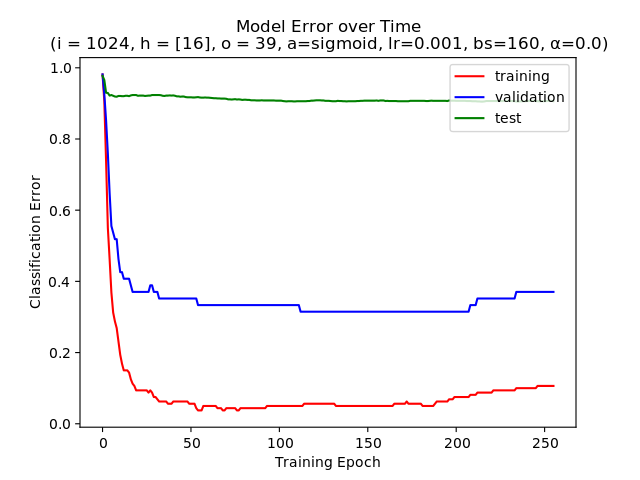 Model Error over Time
(i = 1024, h = [16], o = 39, a=sigmoid, lr=0.001, bs=160, α=0.0)
training
validation
test
Classification Error
1.0
0.8
0.6
0.4
0.2
0.0
0 50 100 150 200 250
Training Epoch